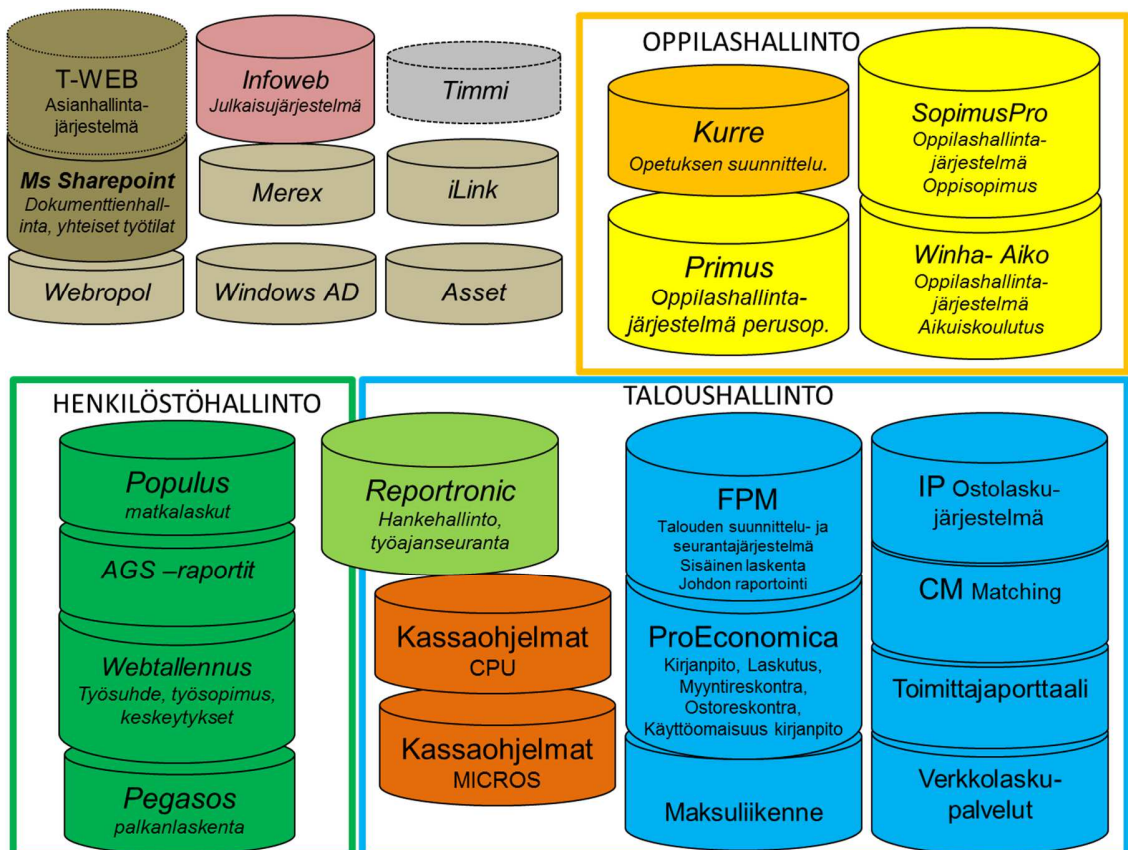 T-WEB
Asianhallinta-
järjestelmä
Ms Sharepoint
Dokumenttienhall-
inta, yhteiset työtilat
Webropol
Infoweb
Julkaisujärjestelmä
Merex
Windows AD
Timmi
iLink
Asset
OPPILASHALLINTO
Kurre
Opetuksen suunnittelu.
Primus
Oppilashallinta-
järjestelmä perusop.
SopimusPro
Oppilashallinta-
järjestelmä
Oppisopimus
Winha- Aiko
Oppilashallinta-
järjestelmä
Aikuiskoulutus
HENKILÖSTÖHALLINTO
Populus
matkalaskut
AGS –raportit
Webtallennus
Työsuhde, työsopimus,
keskeytykset
Pegasos
palkanlaskenta
Reportronic
Hankehallinto,
työajanseuranta
TALOUSHALLINTO
Kassaohjelmat
CPU
Kassaohjelmat
MICROS
FPM
Talouden suunnittelu- ja
seurantajärjestelmä
Sisäinen laskenta
Johdon raportointi
ProEconomica
Kirjanpito, Laskutus,
Myyntireskontra,
Ostoreskontra,
Käyttöomaisuus kirjanpito
Maksuliikenne
IP Ostolasku-
järjestelmä
CM Matching
Toimittajaporttaali
Verkkolasku-
palvelut